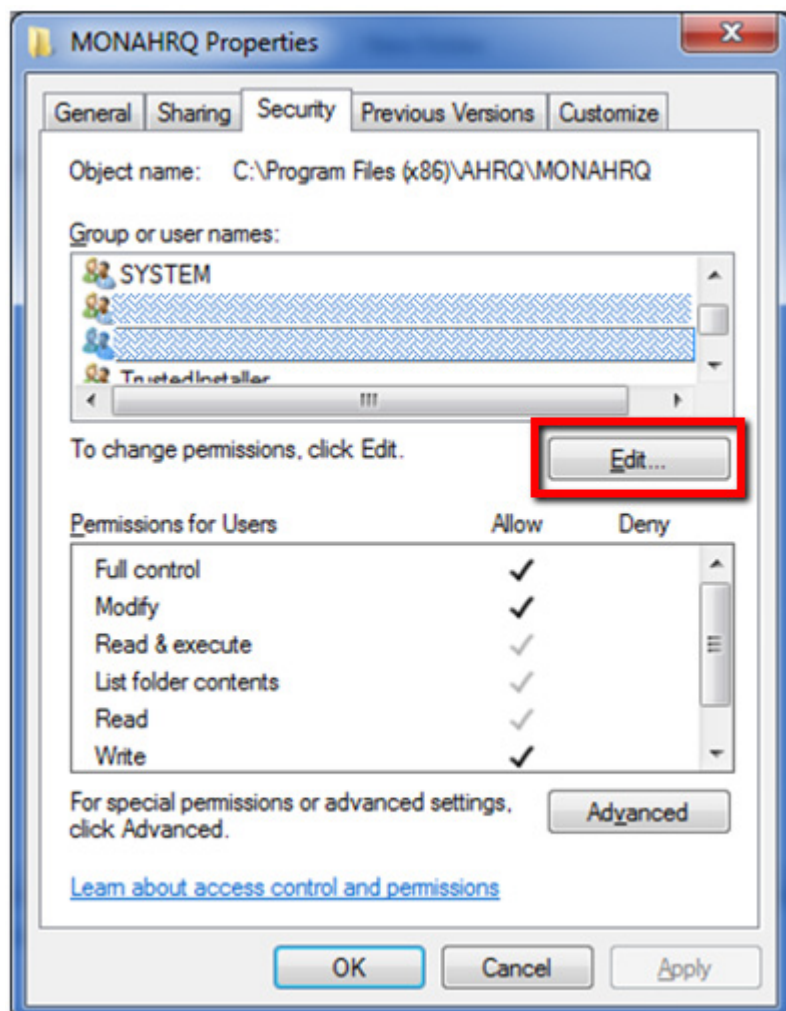 MONAHRQ Properties
General Sharing Security Previous Versions Customize
Object name: C:\Program Files (x86)\AHRQ\MONAHRQ
Group or user names:
SYSTEM
TrustedInstaller
To change permissions, click Edit.
Edit...
Permissions for Users Allow Deny
Full control
Modify
Read & execute
List folder contents
Read
Write
For special permissions or advanced settings,
click Advanced.
Advanced
Learn about access control and permissions
OK Cancel Apply